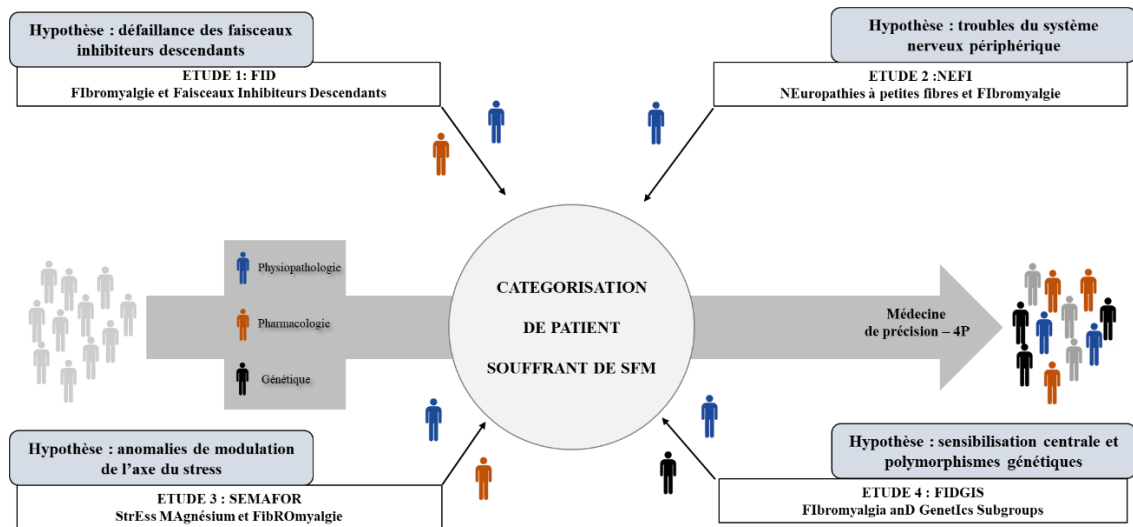 Hypothèse : défaillance des faisceaux
inhibiteurs descendants
ETUDE 1: FID
FIbromyalgie et Faisceaux Inhibiteurs Descendants
Hypothèse : troubles du système
nerveux périphérique
ETUDE 2 :NEFI
NEuropathies à petites fibres et FIbromyalgie
Physiopathologie
Pharmacologie
Génétique
CATEGORISATION
DE PATIENT
SOUFFRANT DE SFM
Médecine
de précision – 4P
Hypothèse : anomalies de modulation
de l’axe du stress
ETUDE 3 : SEMAFOR
StrEss MAgnésium et FibROmyalgie
Hypothèse : sensibilisation centrale et
polymorphismes génétiques
ETUDE 4 : FIDGIS
FIbromyalgia anD GenetIcs Subgroups